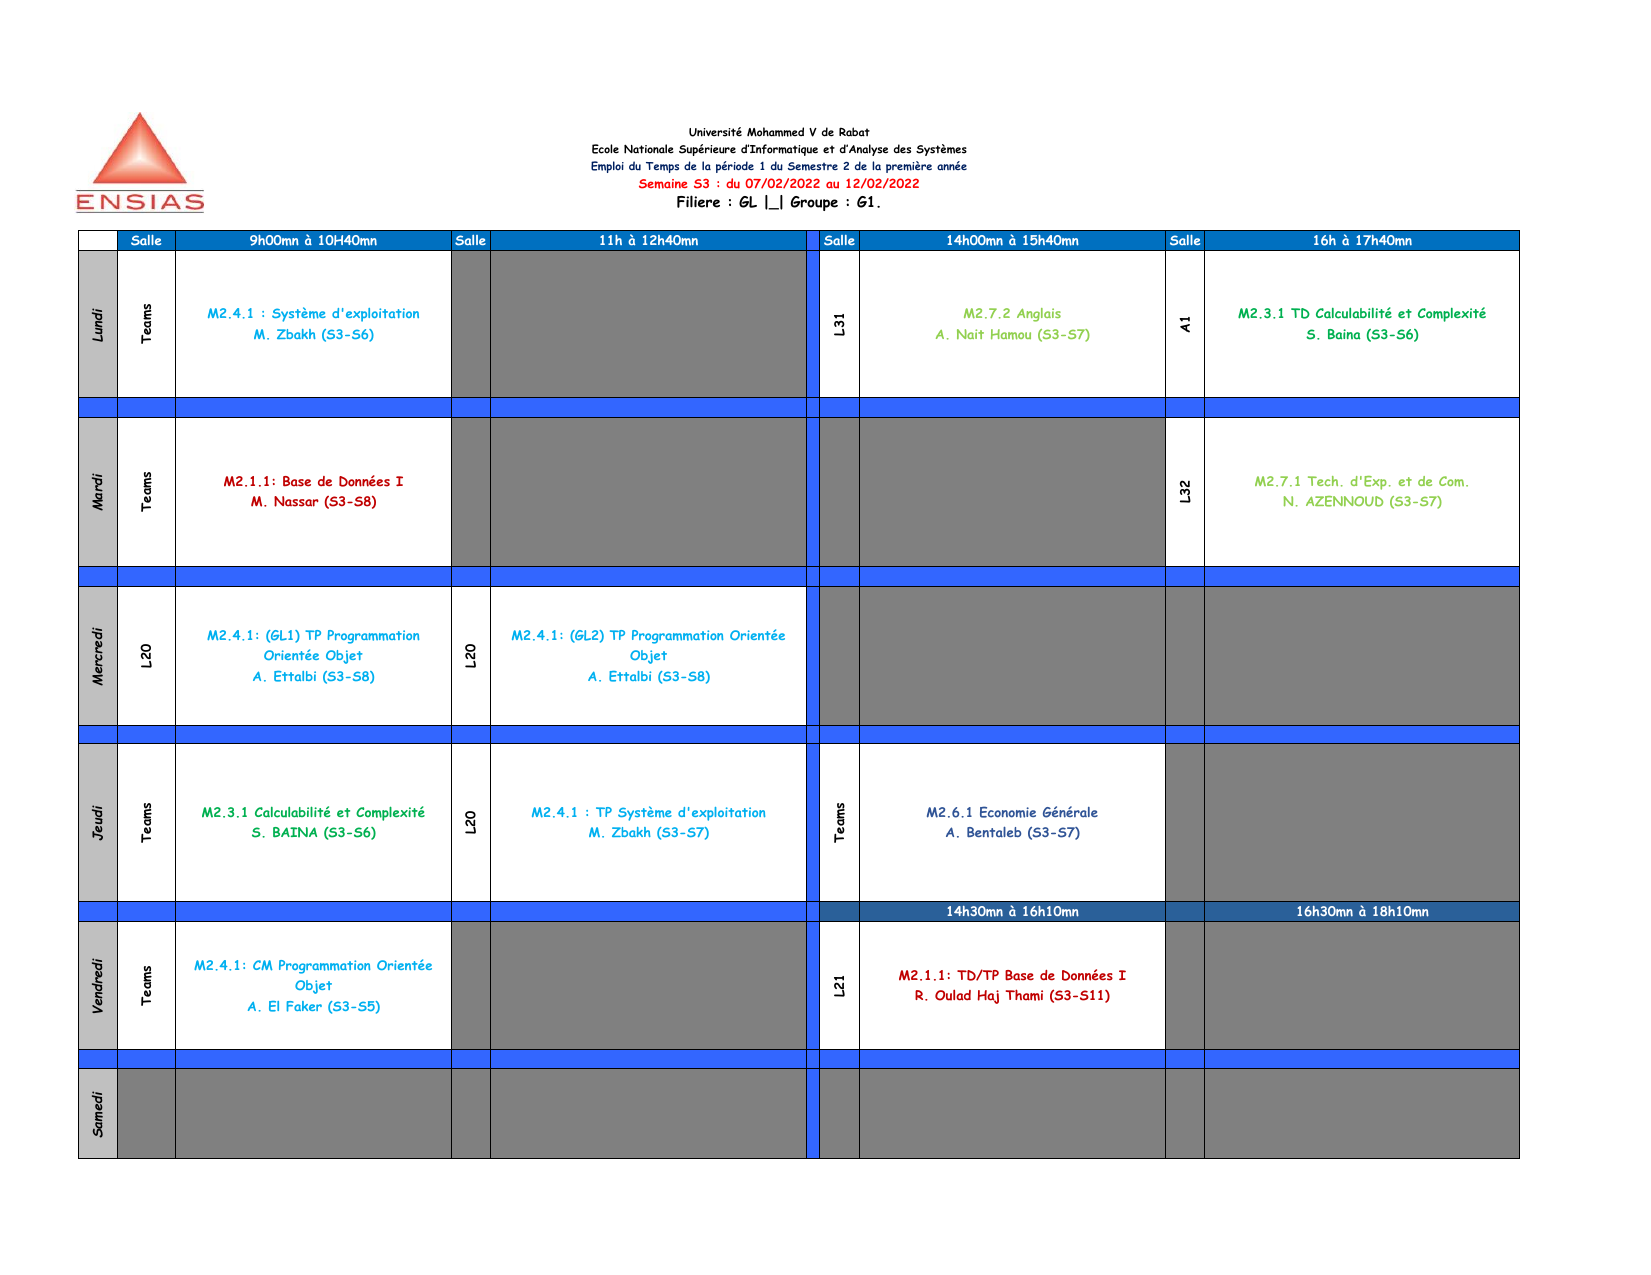 ENSIAS
Université Mohammed V de Rabat
Ecole Nationale Supérieure d’Informatique et d’Analyse des Systèmes
Emploi du Temps de la période 1 du Semestre 2 de la première année
Semaine S3 : du 07/02/2022 au 12/02/2022
Filiere : GL |_| Groupe : G1.
Salle 9h00mn à 10H40mn Salle 11h à 12h40mn Salle 14h00mn à 15h40mn Salle 16h à 17h40mn
Lundi
Teams
M2.4.1 : Système d'exploitation
M. Zbakh (S3-S6)
L31
M2.7.2 Anglais
A. Nait Hamou (S3-S7)
A1
M2.3.1 TD Calculabilité et Complexité
S. Baina (S3-S6)
Mardi
Teams
M2.1.1: Base de Données I
M. Nassar (S3-S8)
L32
M2.7.1 Tech. d'Exp. et de Com.
N. AZENNOUD (S3-S7)
Mercredi
L20
M2.4.1: (GL1) TP Programmation
Orientée Objet
A. Ettalbi (S3-S8)
L20
M2.4.1: (GL2) TP Programmation Orientée
Objet
A. Ettalbi (S3-S8)
Jeudi
Teams
M2.3.1 Calculabilité et Complexité
S. BAINA (S3-S6)
L20
M2.4.1 : TP Système d'exploitation
M. Zbakh (S3-S7)
Teams
M2.6.1 Economie Générale
A. Bentaleb (S3-S7)
14h30mn à 16h10mn 16h30mn à 18h10mn
Vendredi
Teams
M2.4.1: CM Programmation Orientée
Objet
A. El Faker (S3-S5)
L21
M2.1.1: TD/TP Base de Données I
R. Oulad Haj Thami (S3-S11)
Samedi